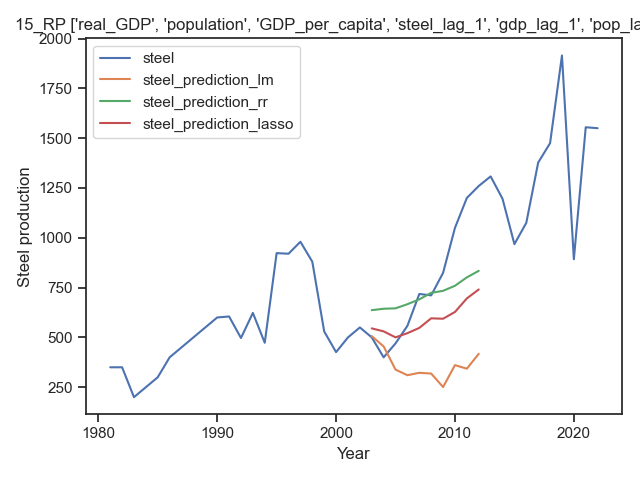 15_RP ['real_GDP', 'population', 'GDP_per_capita', 'steel_lag_1', 'gdp_lag_1', 'pop_la
2000
1750
1500
1250
1000
750
500
250
steel
steel_prediction_lm
steel_prediction_rr
steel_prediction_lasso
Steel production
1980
1990
2000
2010
2020
Year